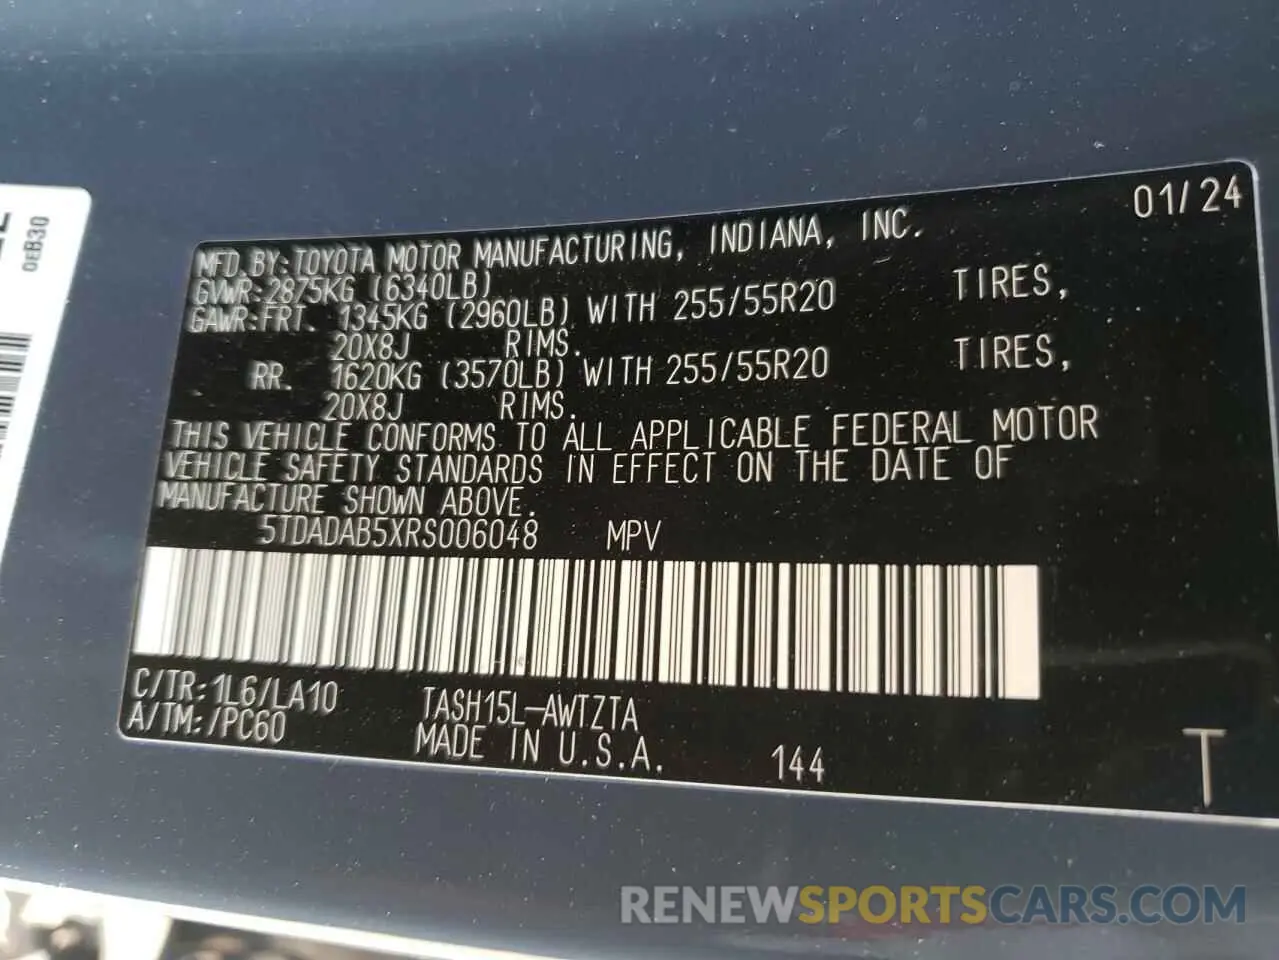 0EB30
01/24
MFD.BY:TOYOTA MOTOR MANUFACTURING, INDIANA, INC.
GVWR:2875KG (6340LB)
GAWR:FRT. 1345KG (2960LB) WITH 255/55R20 TIRES,
20X8J RIMS.
RR. 1620KG (3570LB) WITH 255/55R20 TIRES,
20X8J RIMS.
THIS VEHICLE CONFORMS TO ALL APPLICABLE FEDERAL MOTOR
VEHICLE SAFETY STANDARDS IN EFFECT ON THE DATE OF
MANUFACTURE SHOWN ABOVE.
5TDADAB5XRS006048 MPV
C/TR:1L6/LA10 TASH15L-AWTZTA
A/TM:/PC60 MADE IN U.S.A. 144 T
RENEWSPORTSCARS.COM - 24